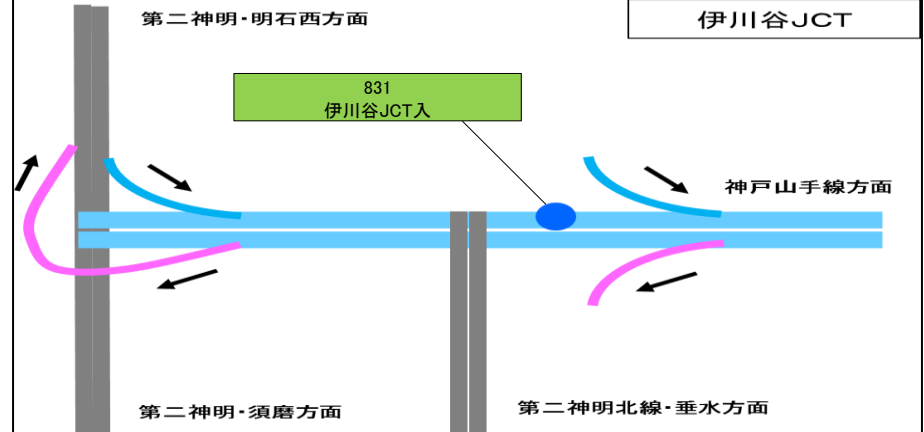 第二神明・明石西方面
伊川谷JCT
831
伊川谷JCT入
神戸山手線方面
第二神明・須磨方面
第二神明北線・垂水方面